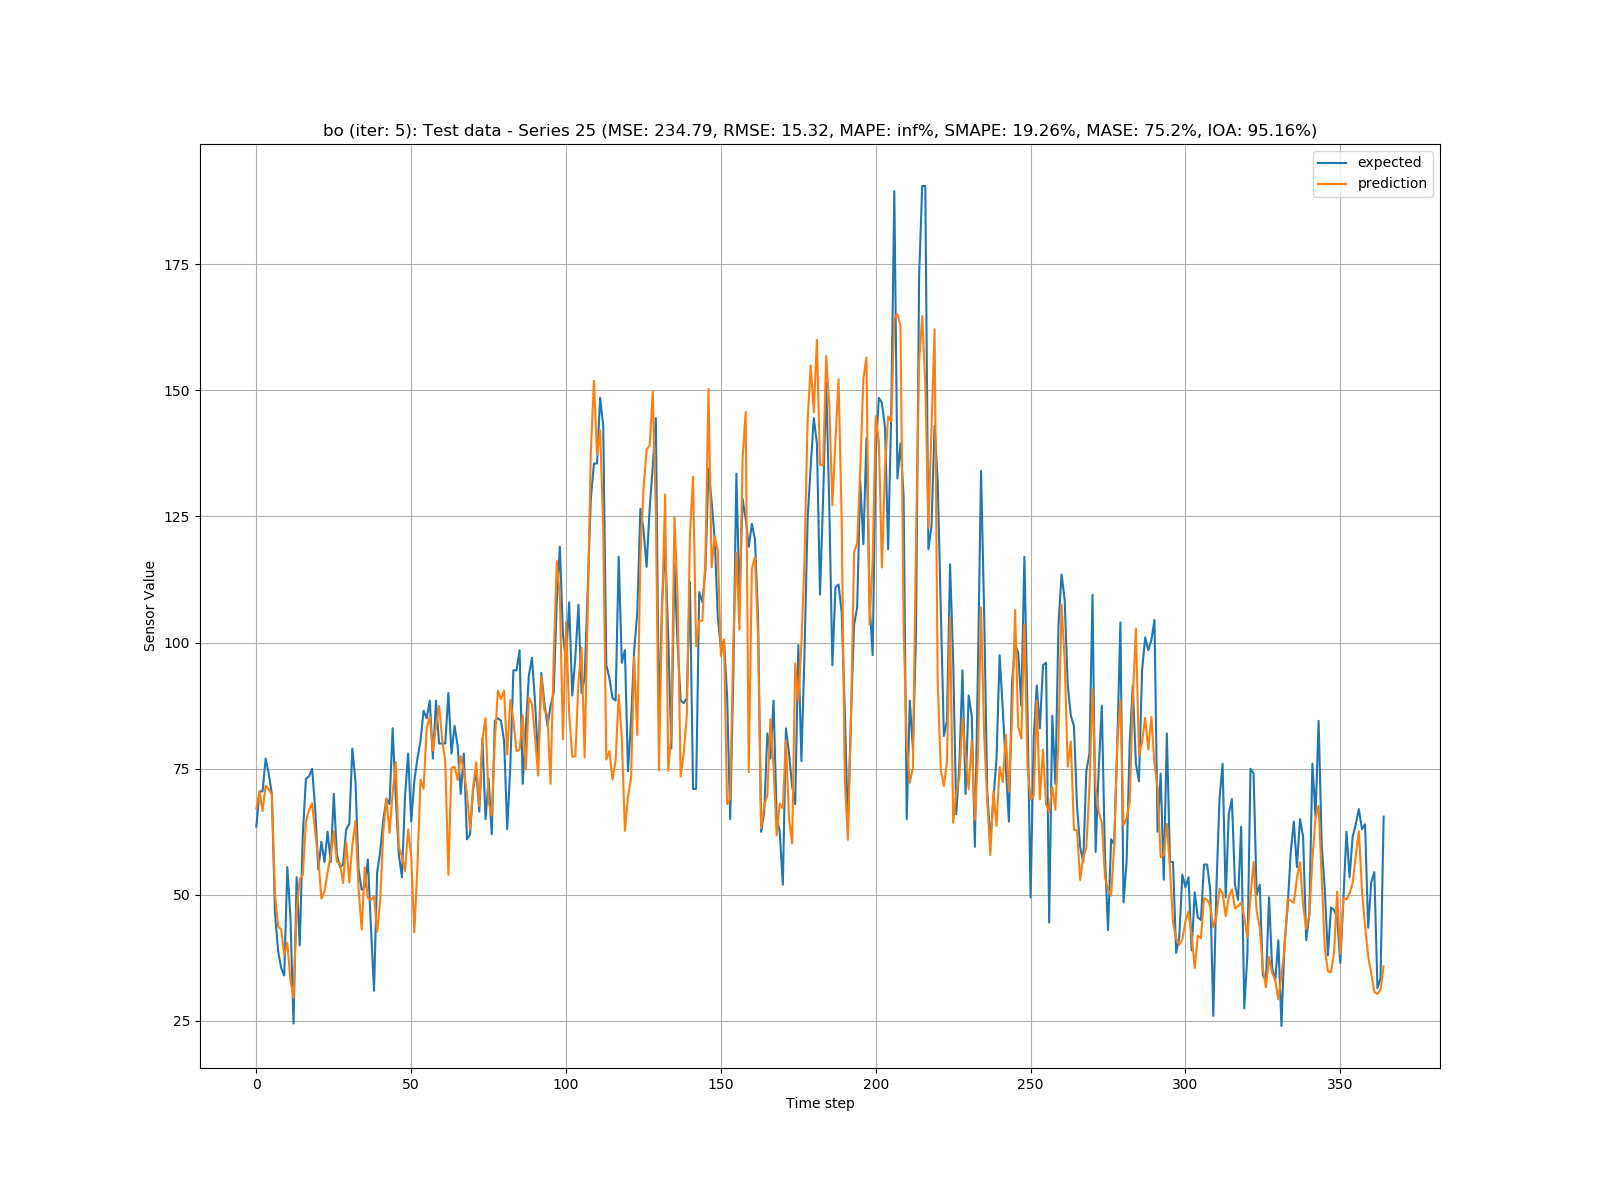 bo (iter: 5): Test data - Series 25 (MSE: 234.79, RMSE: 15.32, MAPE: inf%, SMAPE: 19.26%, MASE: 75.2%, IOA: 95.16%)
expected
prediction
175
150
125
100
75
50
25
Sensor Value
0 50 100 150 200 250 300 350
Time step